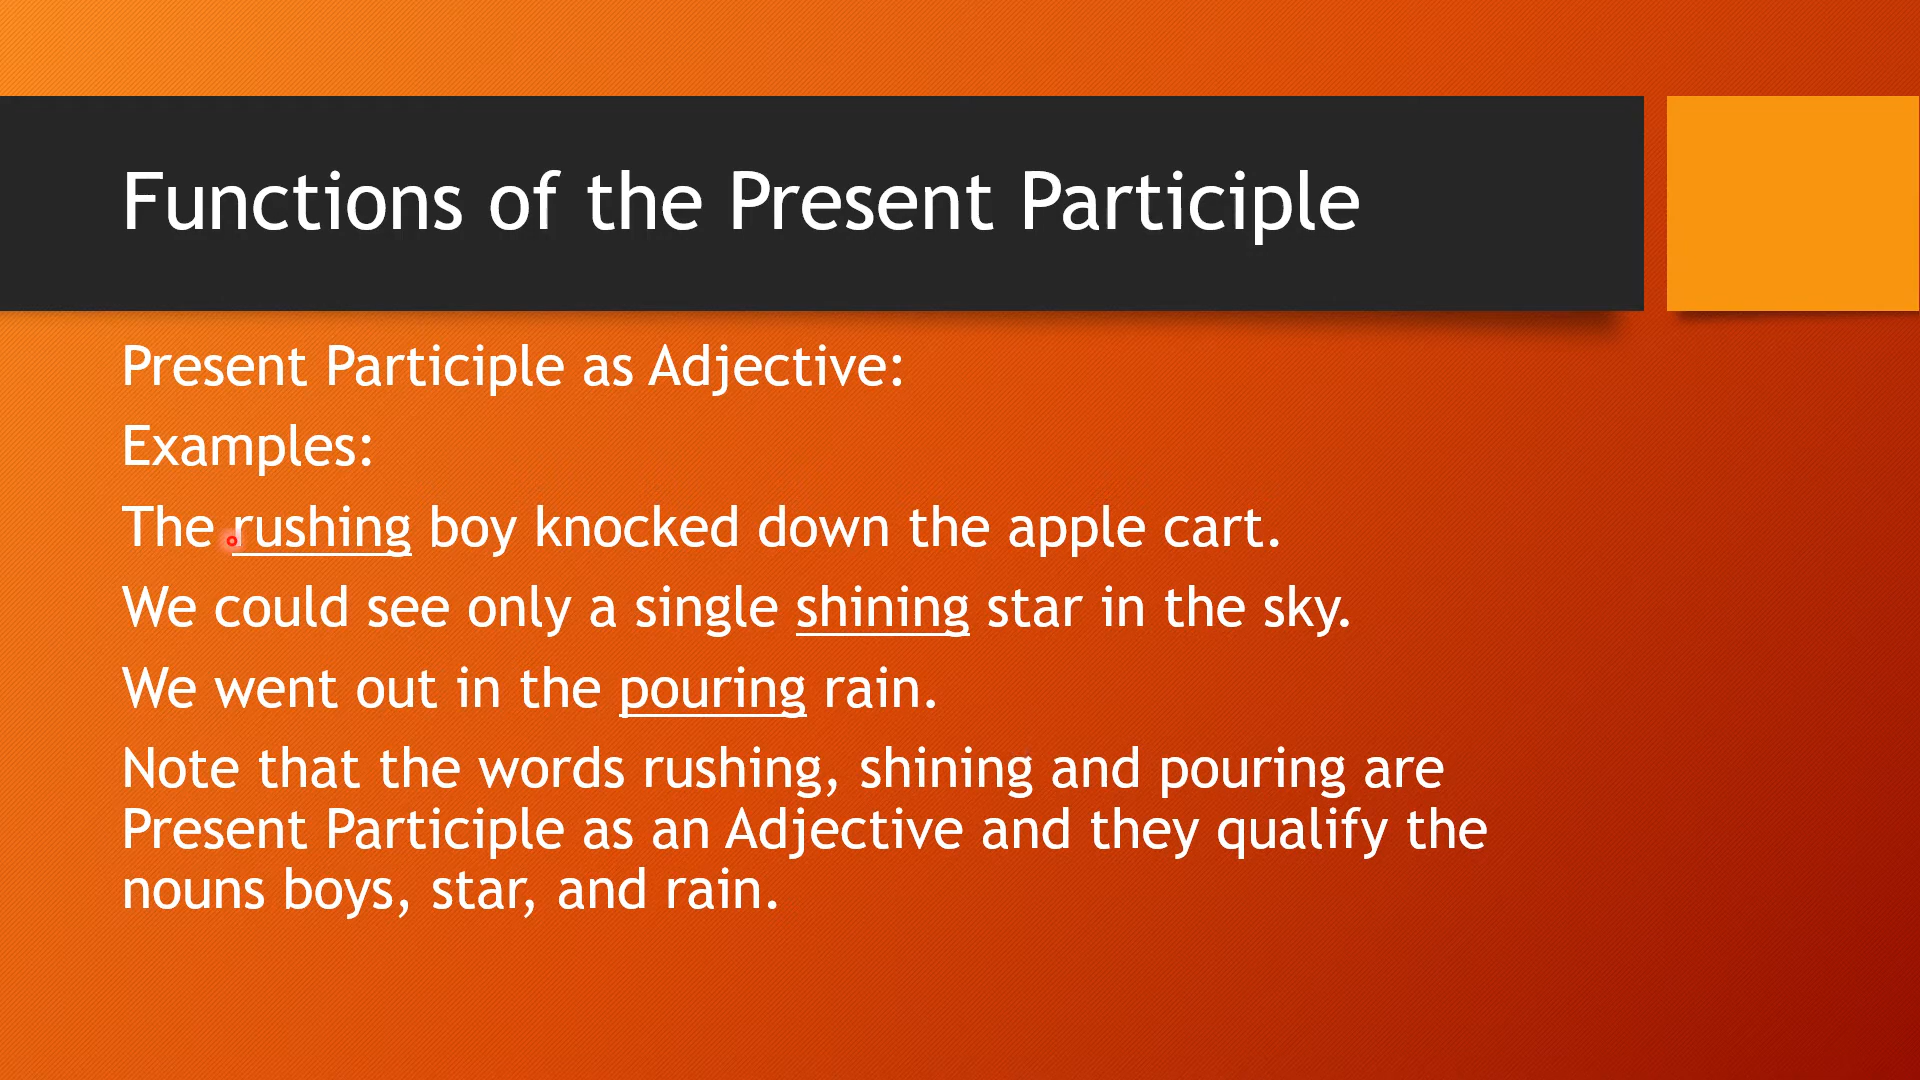 Functions of the Present Participle
Present Participle as Adjective:
Examples:
The rushing boy knocked down the apple cart.
We could see only a single shining star in the sky.
We went out in the pouring rain.
Note that the words rushing, shining and pouring are
Present Participle as an Adjective and they qualify the
nouns boys, star, and rain.